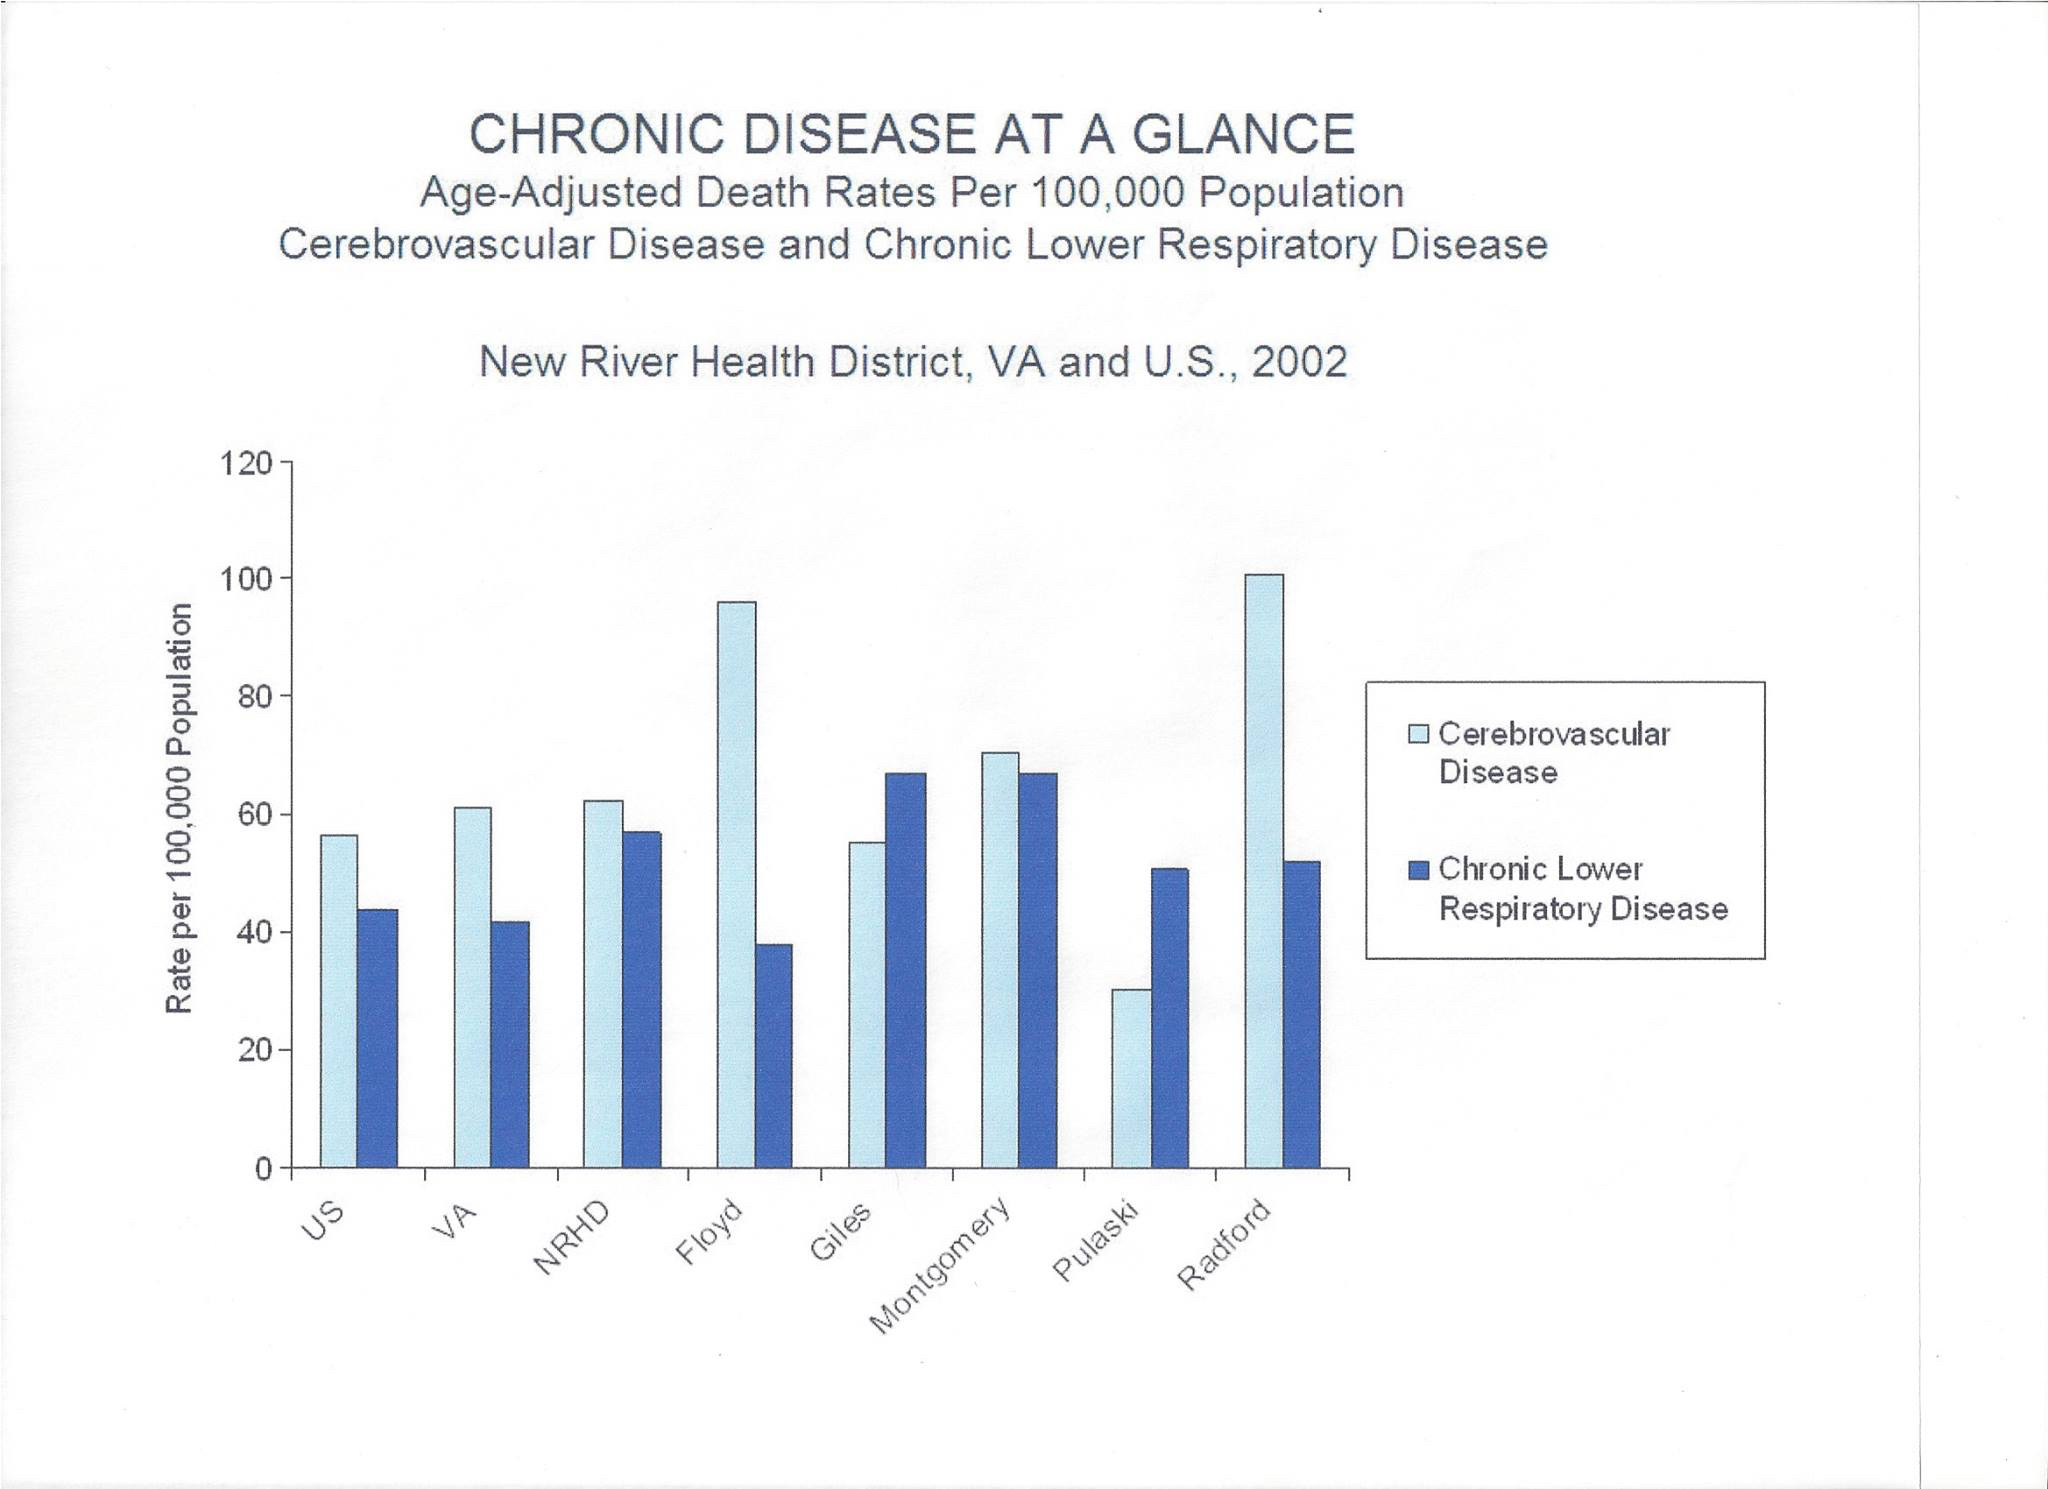 CHRONIC DISEASE AT A GLANCE
Age-Adjusted Death Rates Per 100,000 Population
Cerebrovascular Disease and Chronic Lower Respiratory Disease
New River Health District, VA and U.S., 2002
120
100
80
60
40
20
0
Rate per 100,000 Population
US
VA
NRHD
Floyd
Giles
Montgomery
Pulaski
Radford
Cerebrovascular
Disease
Chronic Lower
Respiratory Disease